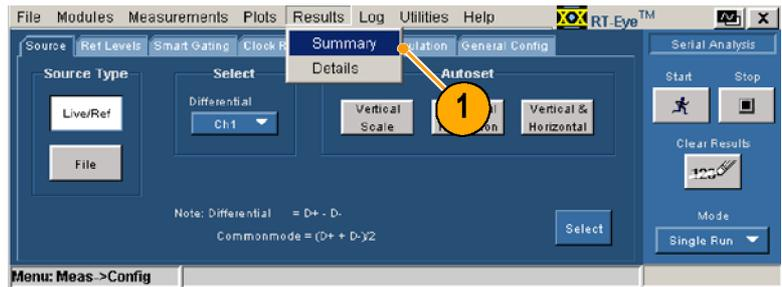 File Modules Measurements Plots Results Log Utilities Help RT-Eye™
Source Ref Levels Smart Gating Clock General Config
Summary
Details
Source Type
Live/Ref
File
Select
Differential
Ch1
Autoset
Vertical Scale
Vertical & Horizontal
1
Note: Differential = D+ - D-
Commonmode = (D+ + D-)/2
Select
Serial Analysis
Start Stop
Clear Results
123
Mode
Single Run
Menu: Meas->Config